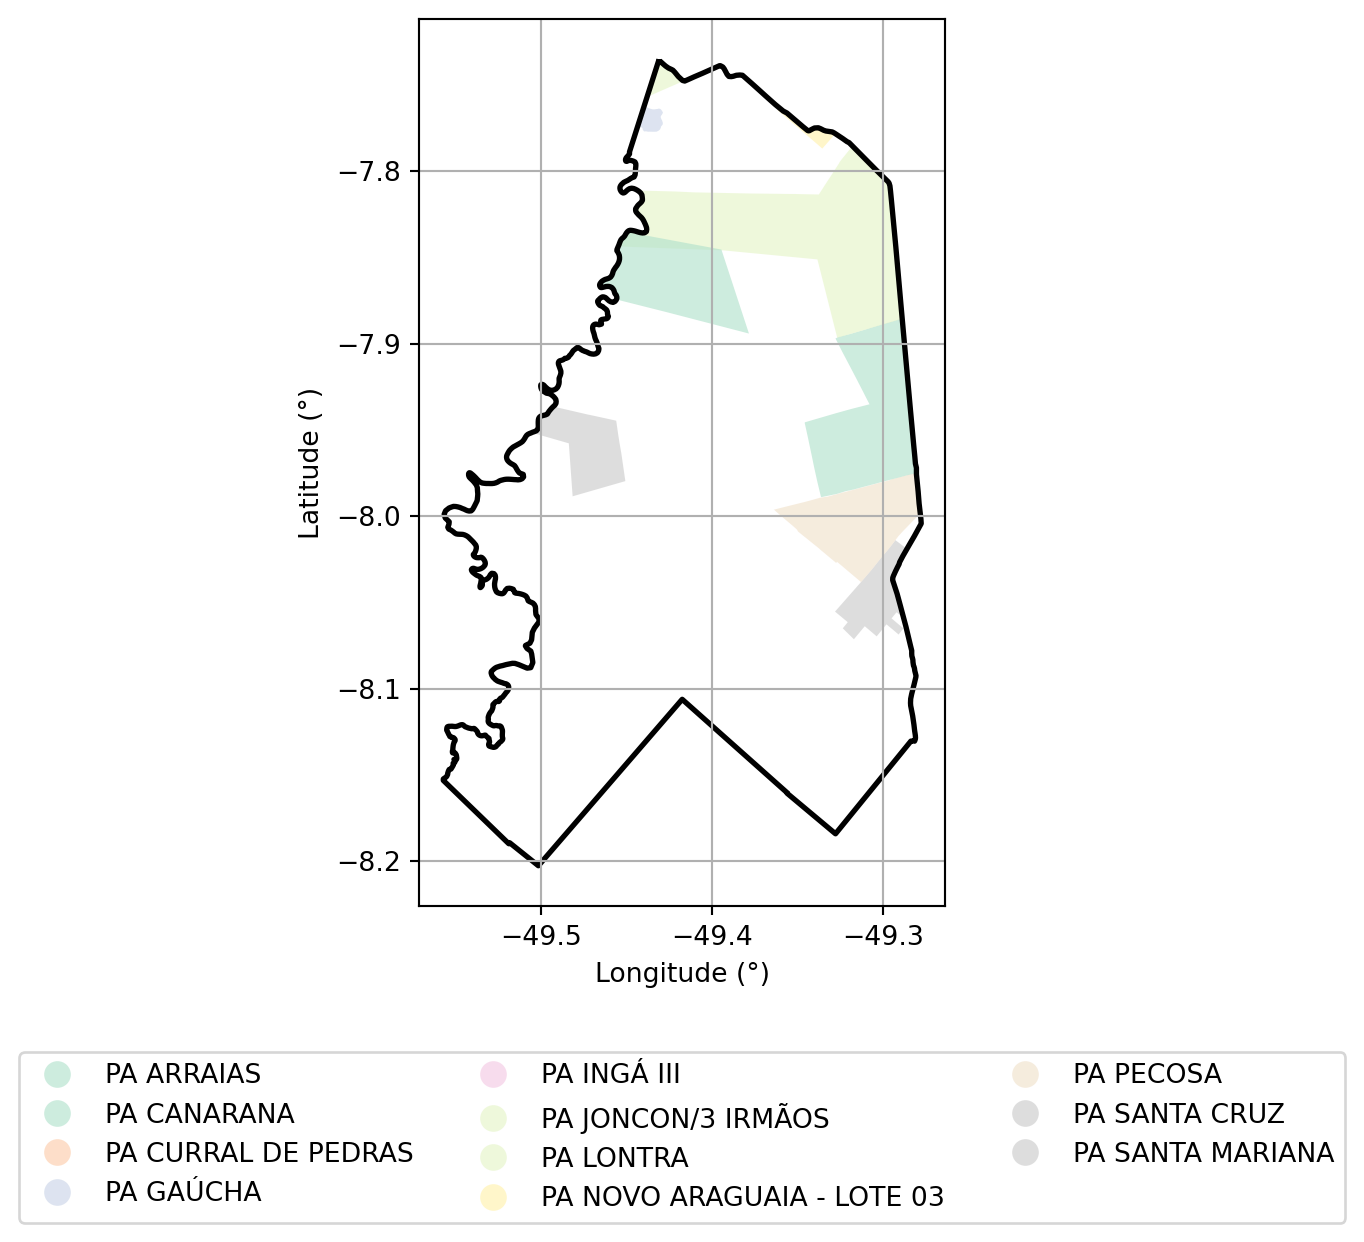 −7.8
−7.9
−8.0
−8.1
−8.2
Latitude (°)
−49.5 −49.4 −49.3
Longitude (°)
PA ARRAIAS
PA CANARANA
PA CURRAL DE PEDRAS
PA GAÚCHA
PA INGÁ III
PA JONCON/3 IRMÃOS
PA LONTRA
PA NOVO ARAGUAIA - LOTE 03
PA PECOSA
PA SANTA CRUZ
PA SANTA MARIANA